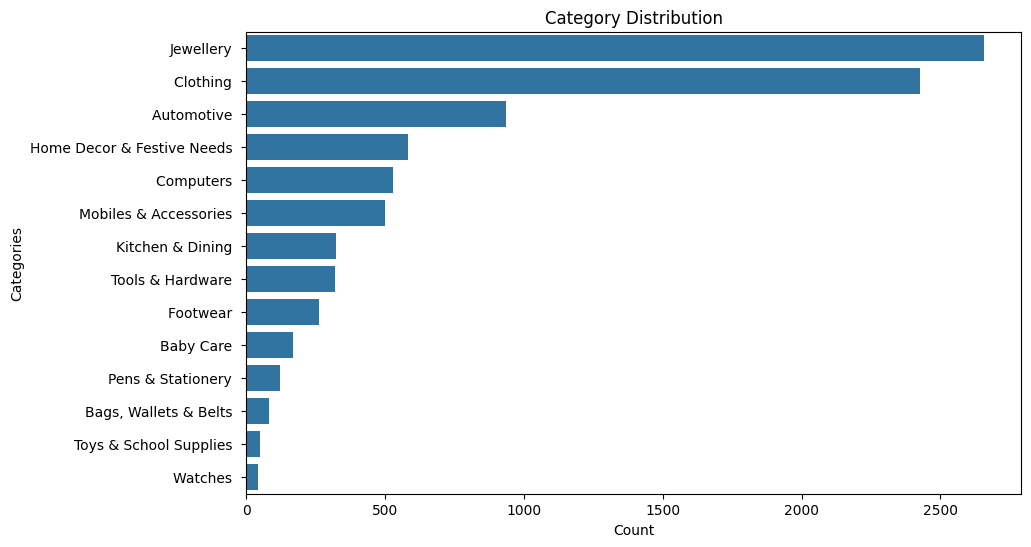 Category Distribution
Jewellery
Clothing
Automotive
Home Decor & Festive Needs
Computers
Mobiles & Accessories
Kitchen & Dining
Tools & Hardware
Footwear
Baby Care
Pens & Stationery
Bags, Wallets & Belts
Toys & School Supplies
Watches
Categories
0 500 1000 1500 2000 2500
Count